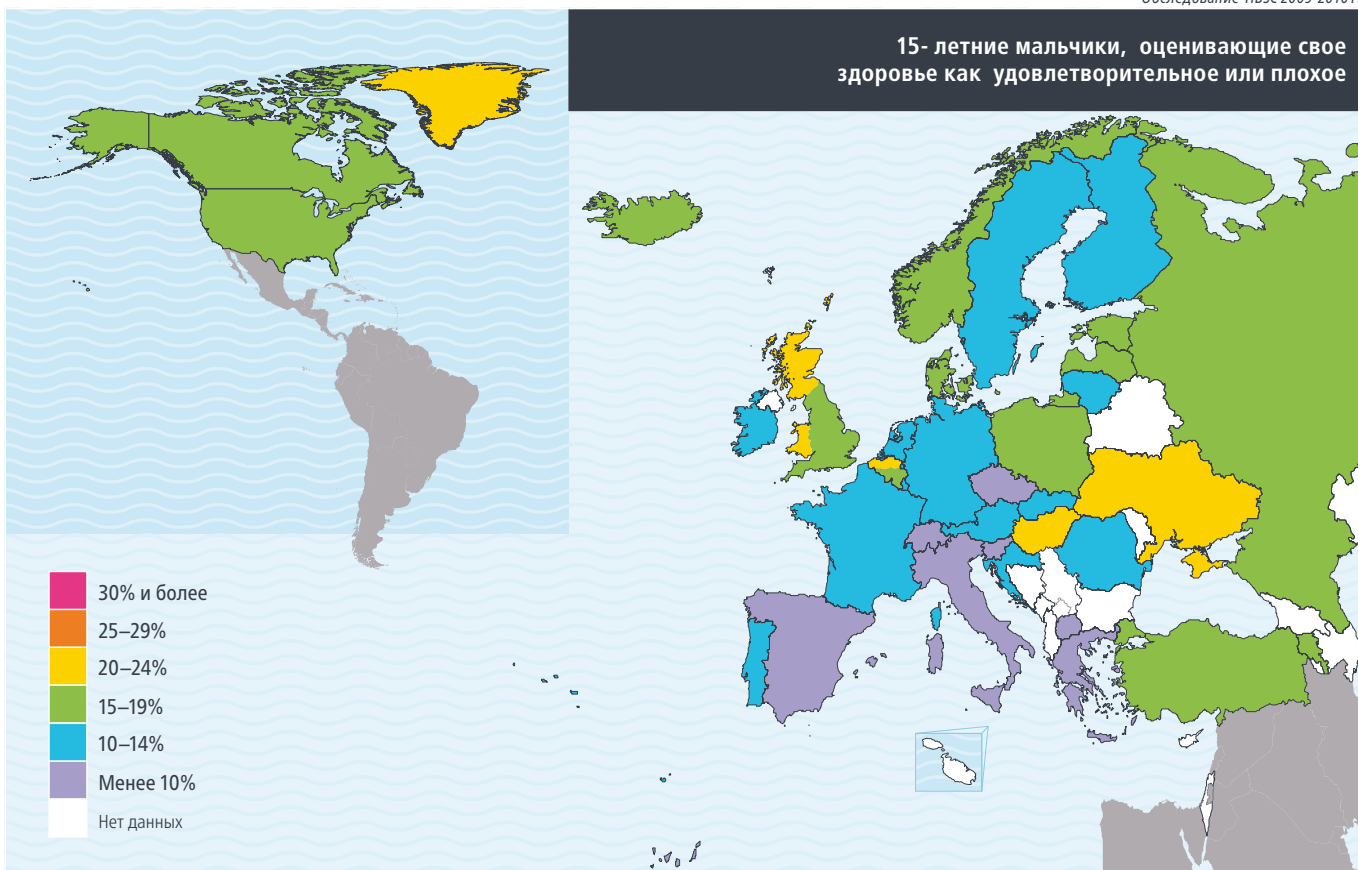 15- летние мальчики, оценивающие свое
здоровье как удовлетворительное или плохое
30% и более
25–29%
20–24%
15–19%
10–14%
Менее 10%
Нет данных